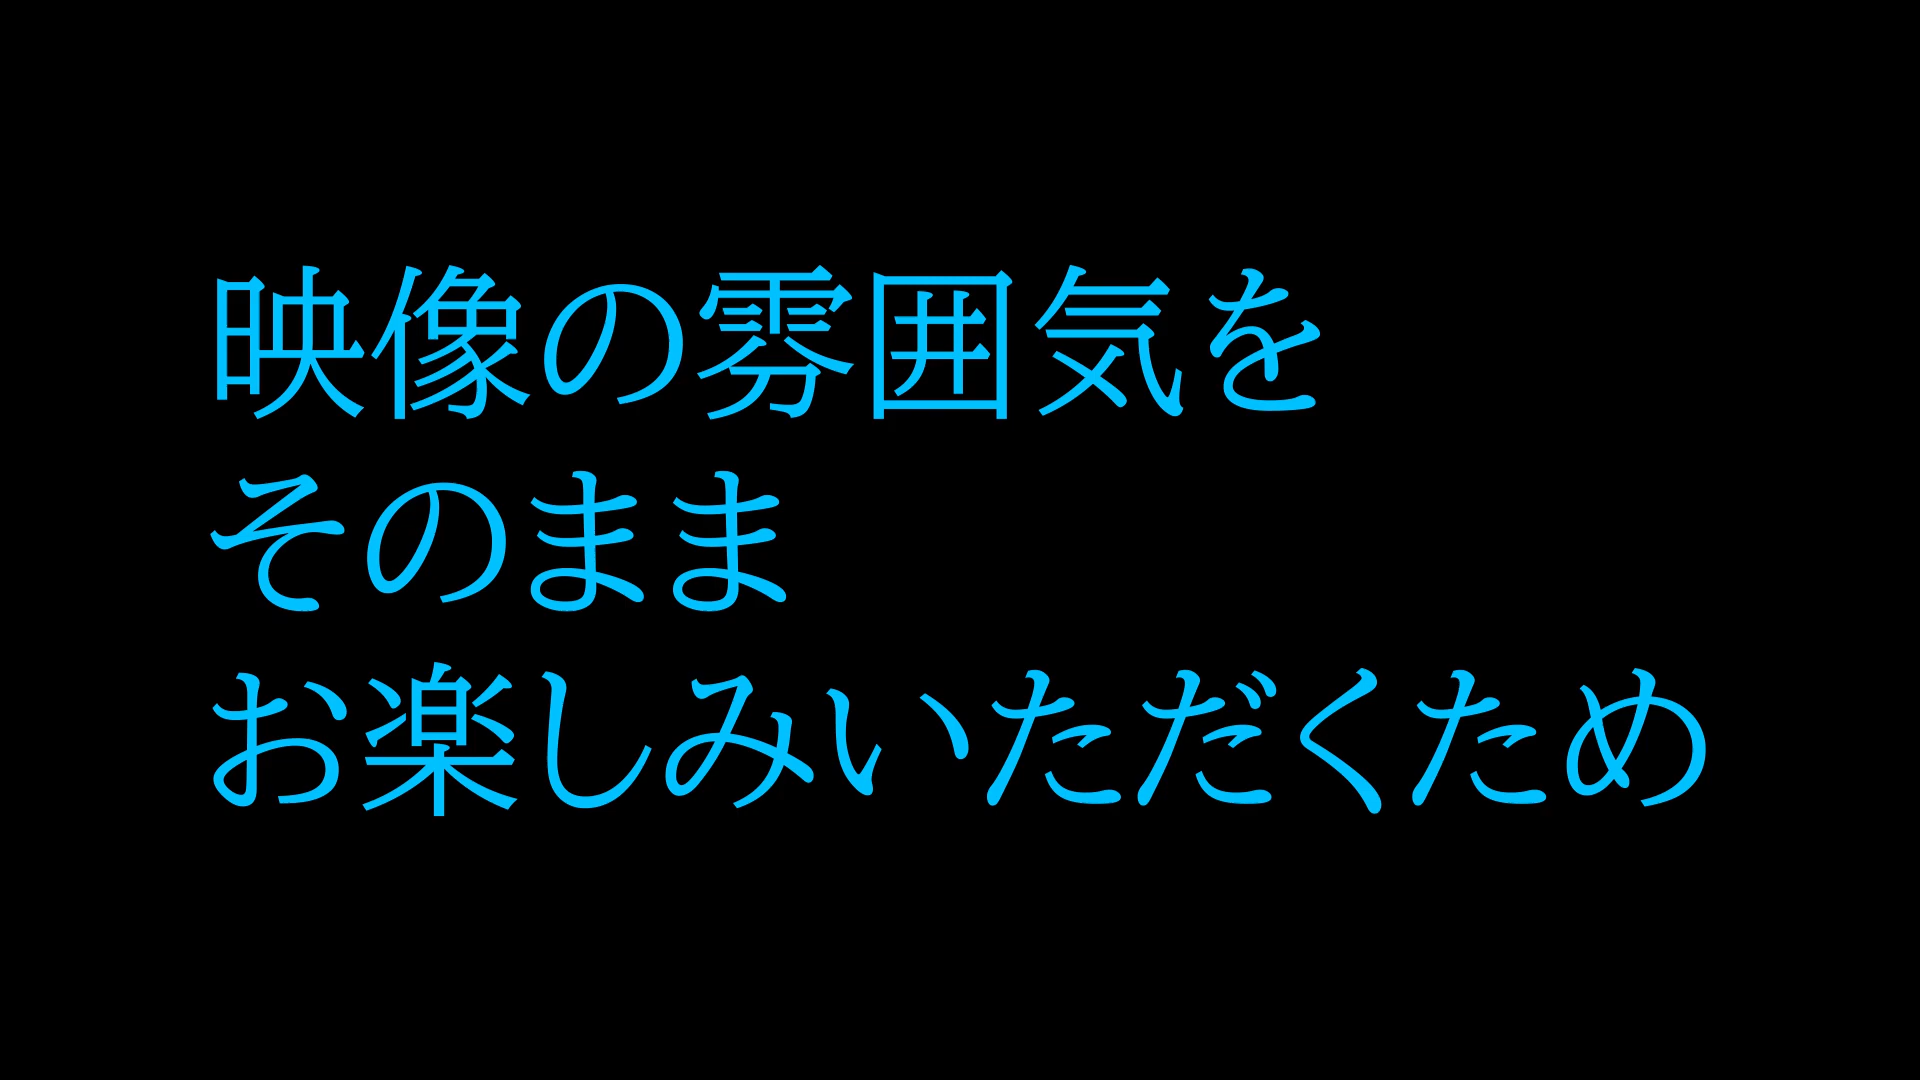 映像の雰囲気を
そのまま
お楽しみいただくため